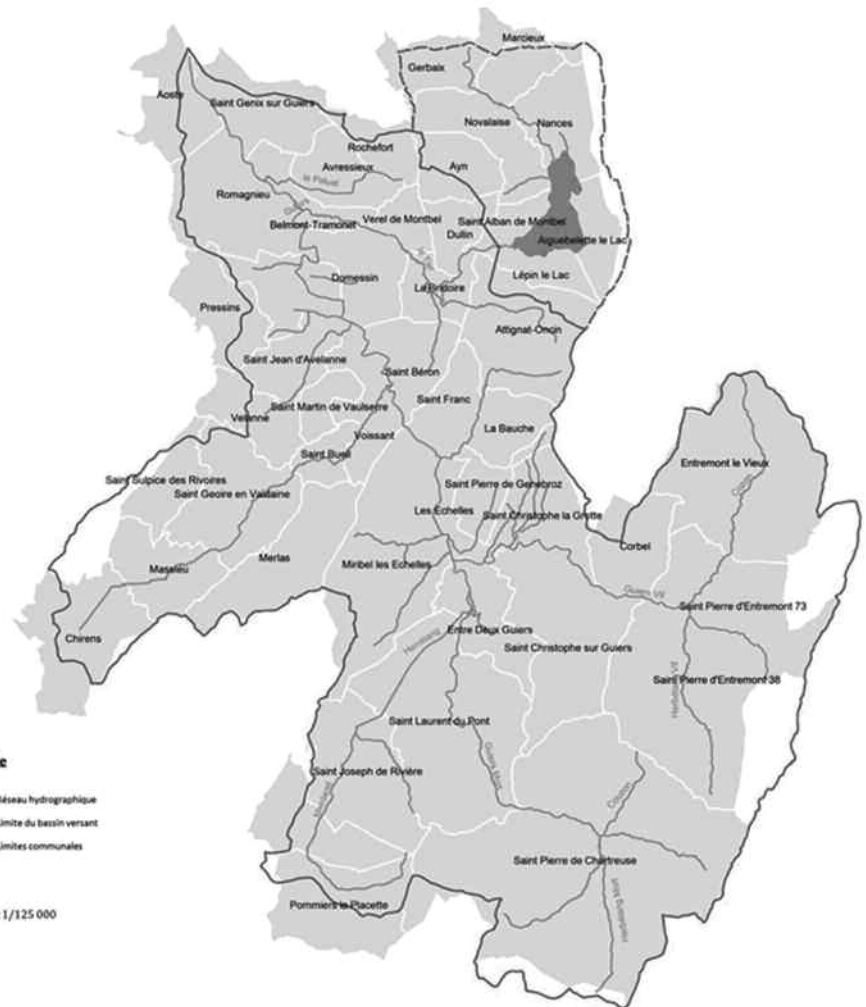 Marcieux
Gerbaix
Aoste
Saint Genix sur Guiers
Novalaise
Nances
Rochefort
Avressieux
Ayn
Romagnieu
Verel de Montbel
Saint Alban de Montbel
Belmont-Tramonet
Dullin
Aiguebelette le Lac
Domessin
La Bridoire
Lépin le Lac
Pressins
Attignat-Oncin
Saint Jean d'Avelanne
Saint Béron
Saint Franc
Saint Martin de Vaulserre
Velanne
Voissant
La Bauche
Saint Bueil
Entremont le Vieux
Saint Sulpice des Rivoires
Saint Geoire en Valdaine
Saint Pierre de Genebroz
Cozon
Les Echelles
Saint Christophe la Grotte
Corbel
Massieu
Merlas
Miribel les Echelles
Guiers Vif
Saint Pierre d'Entremont 73
Chirens
Entre Deux Guiers
Saint Christophe sur Guiers
Saint Pierre d'Entremont 38
Saint Laurent du Pont
Guiers Mort
Saint Joseph de Rivière
Saint Pierre de Chartreuse
Pommiers la Placette
e
Réseau hydrographique
Limite du bassin versant
Limites communales
: 1/125 000